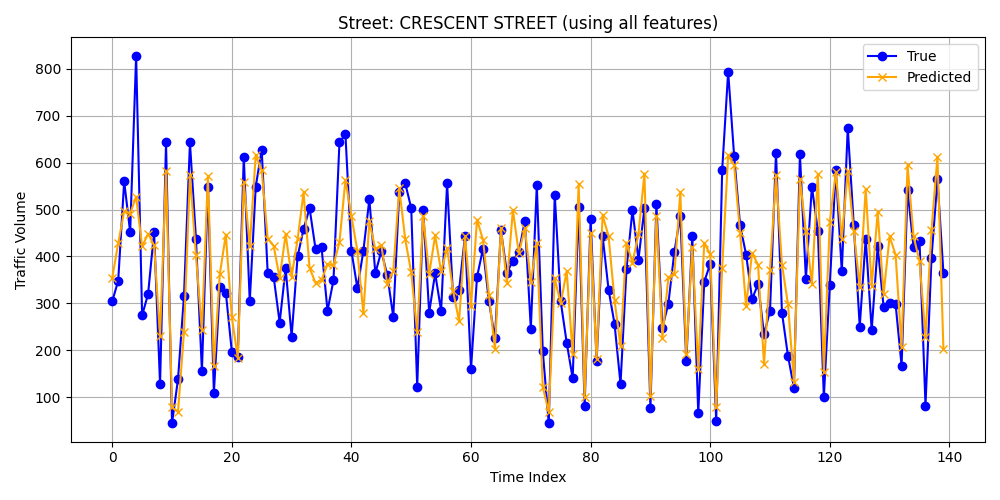 Street: CRESCENT STREET (using all features)
True
Predicted
Traffic Volume
800
700
600
500
400
300
200
100
0 20 40 60 80 100 120 140
Time Index